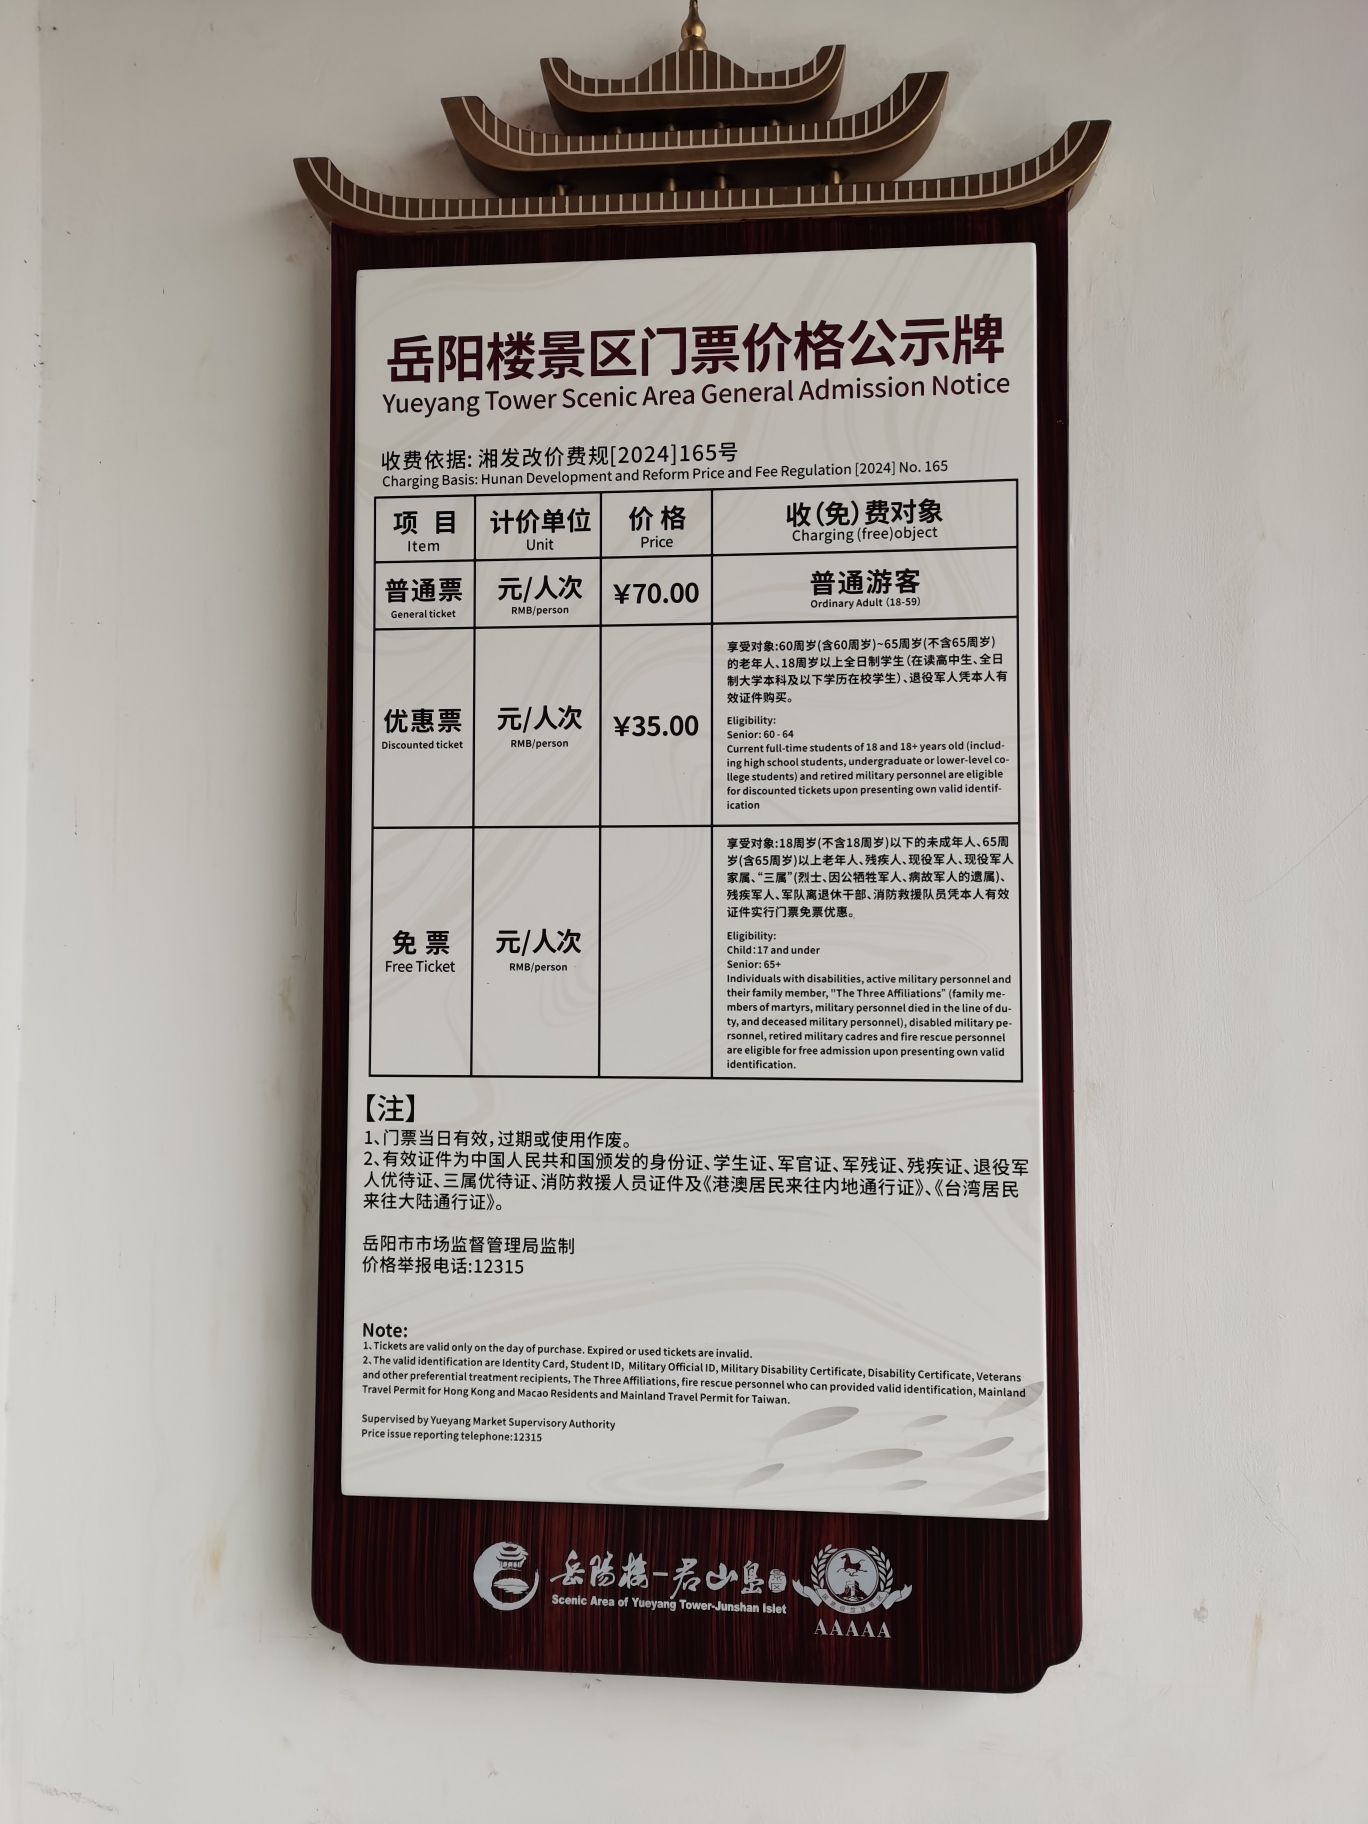 岳阳楼景区门票价格公示牌
Yueyang Tower Scenic Area General Admission Notice
收费依据: 湘发改价费规[2024]165号
Charging Basis: Hunan Development and Reform Price and Fee Regulation [2024] No. 165
项 目 计价单位 价 格 收(免)费对象
Item Unit Price Charging (free)object
普通票 元/人次 ¥70.00 普通游客
General ticket RMB/person Ordinary Adult (18-59)
优惠票
Discounted ticket
元/人次
RMB/person
¥35.00
享受对象:60周岁(含60周岁)~65周岁(不含65周岁)
的老年人、18周岁以上全日制学生(在读高中生、全日
制大学本科及以下学历在校学生)、退役军人凭本人有
效证件购买。
Eligibility:
Senior: 60 - 64
Current full-time students of 18 and 18+ years old (includ-
ing high school students, undergraduate or lower-level co-
llege students) and retired military personnel are eligible
for discounted tickets upon presenting own valid identif-
ication
免 票
Free Ticket
元/人次
RMB/person
享受对象:18周岁(不含18周岁)以下的未成年人、65周
岁(含65周岁)以上老年人、残疾人、现役军人、现役军人
家属、“三属”(烈士、因公牺牲军人、病故军人的遗属)、
残疾军人、军队离退休干部、消防救援队员凭本人有效
证件实行门票免票优惠。
Eligibility:
Child:17 and under
Senior: 65+
Individuals with disabilities, active military personnel and
their family member, "The Three Affiliations" (family me-
mbers of martyrs, military personnel died in the line of du-
ty, and deceased military personnel), disabled military pe-
rsonnel, retired military cadres and fire rescue personnel
are eligible for free admission upon presenting own valid
identification.
【注】
1、门票当日有效,过期或使用作废。
2、有效证件为中国人民共和国颁发的身份证、学生证、军官证、军残证、残疾证、退役军
人优待证、三属优待证、消防救援人员证件及《港澳居民来往内地通行证》、《台湾居民
来往大陆通行证》。
岳阳市市场监督管理局监制
价格举报电话:12315
Note:
1、Tickets are valid only on the day of purchase. Expired or used tickets are invalid.
2、The valid identification are Identity Card, Student ID, Military Official ID, Military Disability Certificate, Disability Certificate, Veterans
and other preferential treatment recipients, The Three Affiliations, fire rescue personnel who can provided valid identification, Mainland
Travel Permit for Hong Kong and Macao Residents and Mainland Travel Permit for Taiwan.
Supervised by Yueyang Market Supervisory Authority
Price issue reporting telephone:12315
岳陽樓-君山島 景区
Scenic Area of Yueyang Tower-Junshan Islet
AAAAA